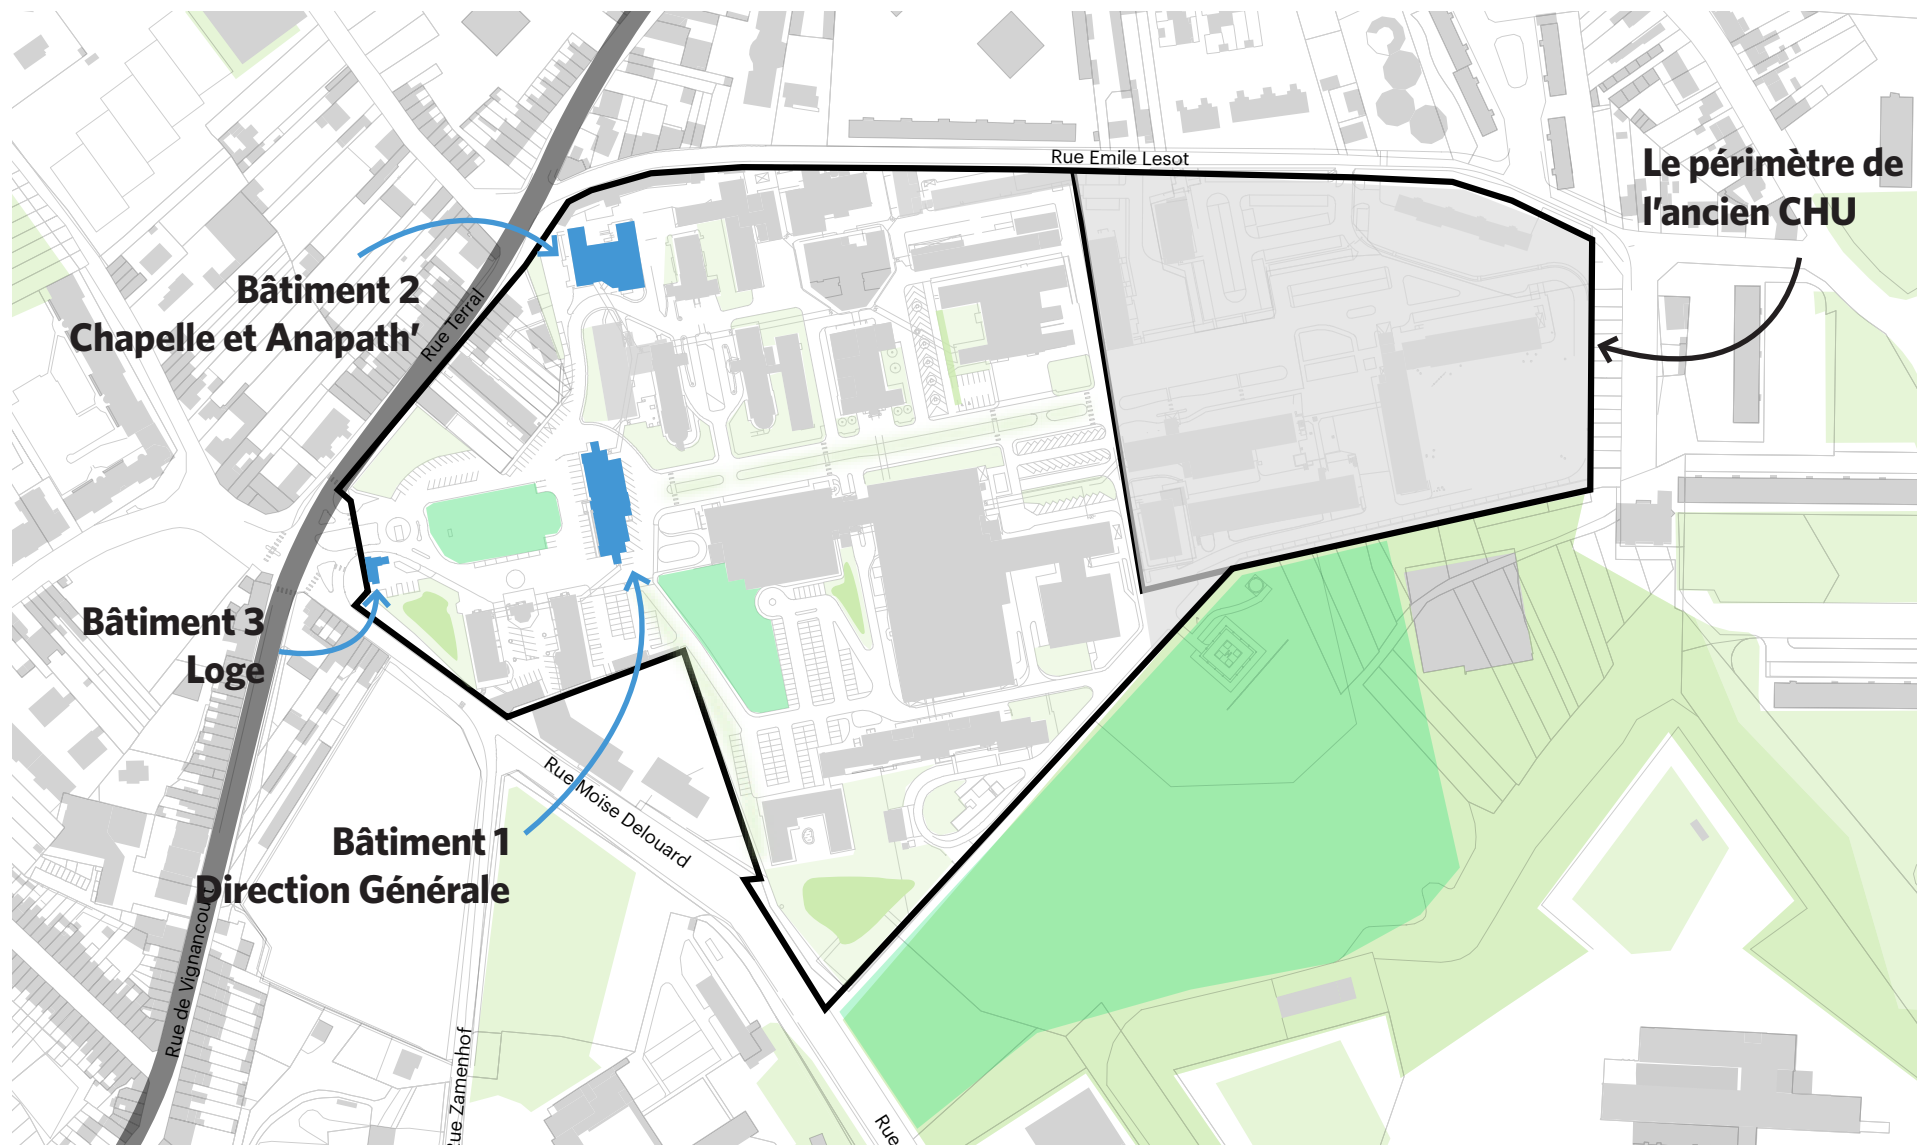 Rue Emile Lesot
Le périmètre de
l’ancien CHU
Bâtiment 2
Chapelle et Anapath’
Rue Terral
Bâtiment 3
Loge
Rue Moïse Delouard
Bâtiment 1
Direction Générale
Rue de Vignancourt
Rue Zamenhof
Rue